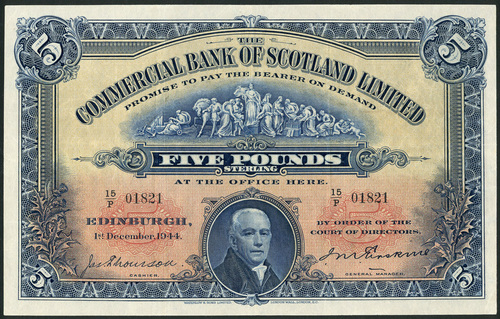 5 THE 5
COMMERCIAL BANK OF SCOTLAND LIMITED
PROMISE TO PAY THE BEARER ON DEMAND
FIVE POUNDS
STERLING
AT THE OFFICE HERE.
15/P 01821 15/P 01821
EDINBURGH, BY ORDER OF THE
1st December, 1944. COURT OF DIRECTORS.
CASHIER. GENERAL MANAGER.
£5 £5